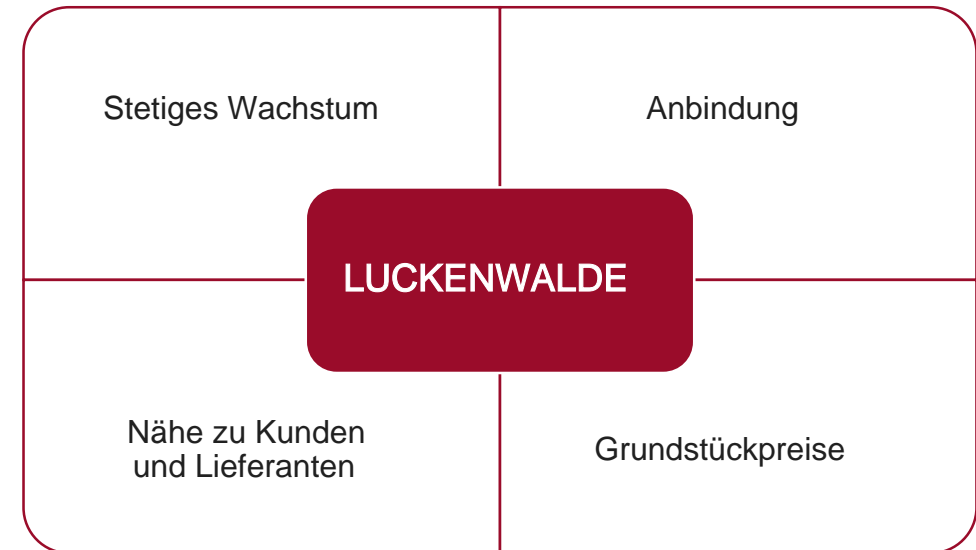 Stetiges Wachstum
Anbindung
LUCKENWALDE
Nähe zu Kunden
und Lieferanten
Grundstückpreise